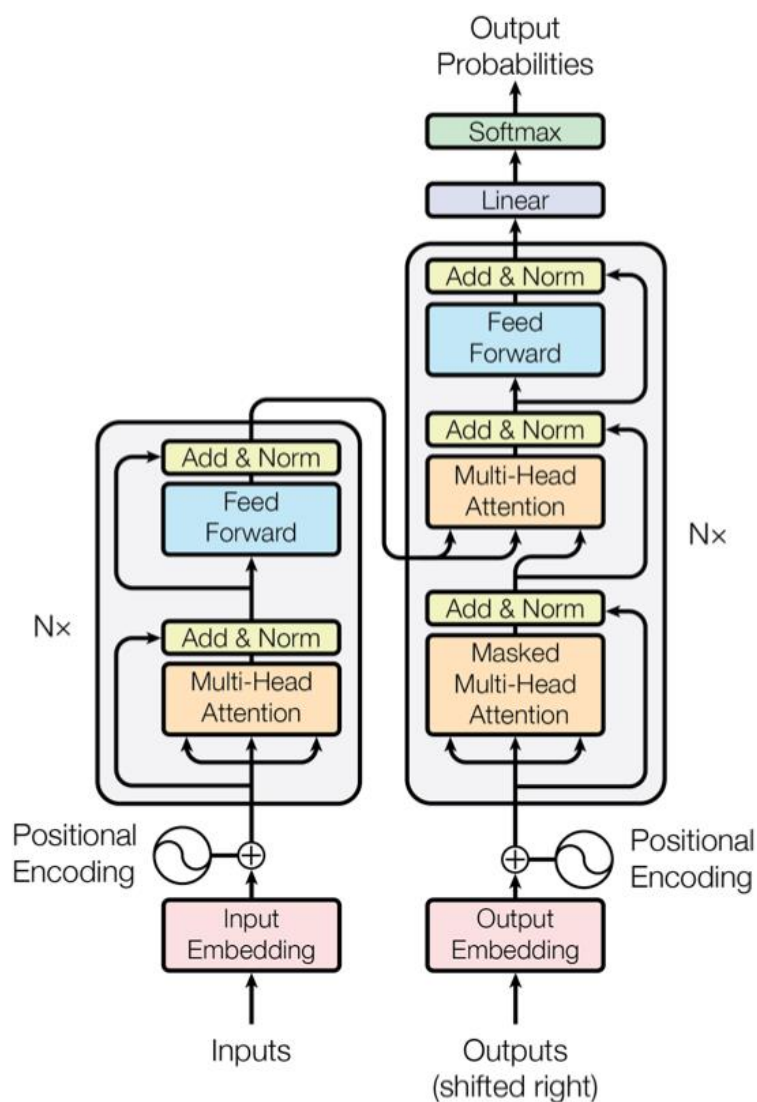 Output
Probabilities
Softmax
Linear
Add & Norm
Feed
Forward
Add & Norm
Multi-Head
Attention
Nx
Add & Norm
Masked
Multi-Head
Attention
Add & Norm
Feed
Forward
Nx
Add & Norm
Multi-Head
Attention
Positional
Encoding
Positional
Encoding
Input
Embedding
Output
Embedding
Inputs
Outputs
(shifted right)